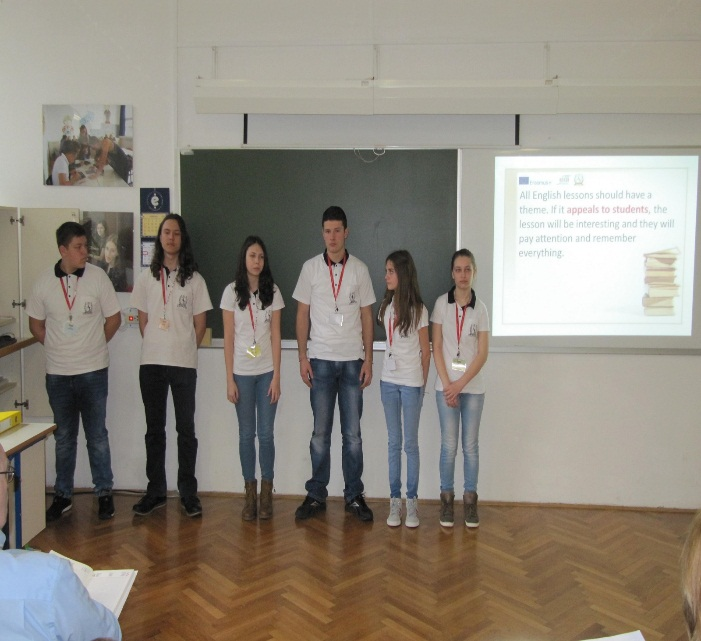 Erasmus+
All English lessons should have a
theme. If it appeals to students, the
lesson will be interesting and they will
pay attention and remember
everything.